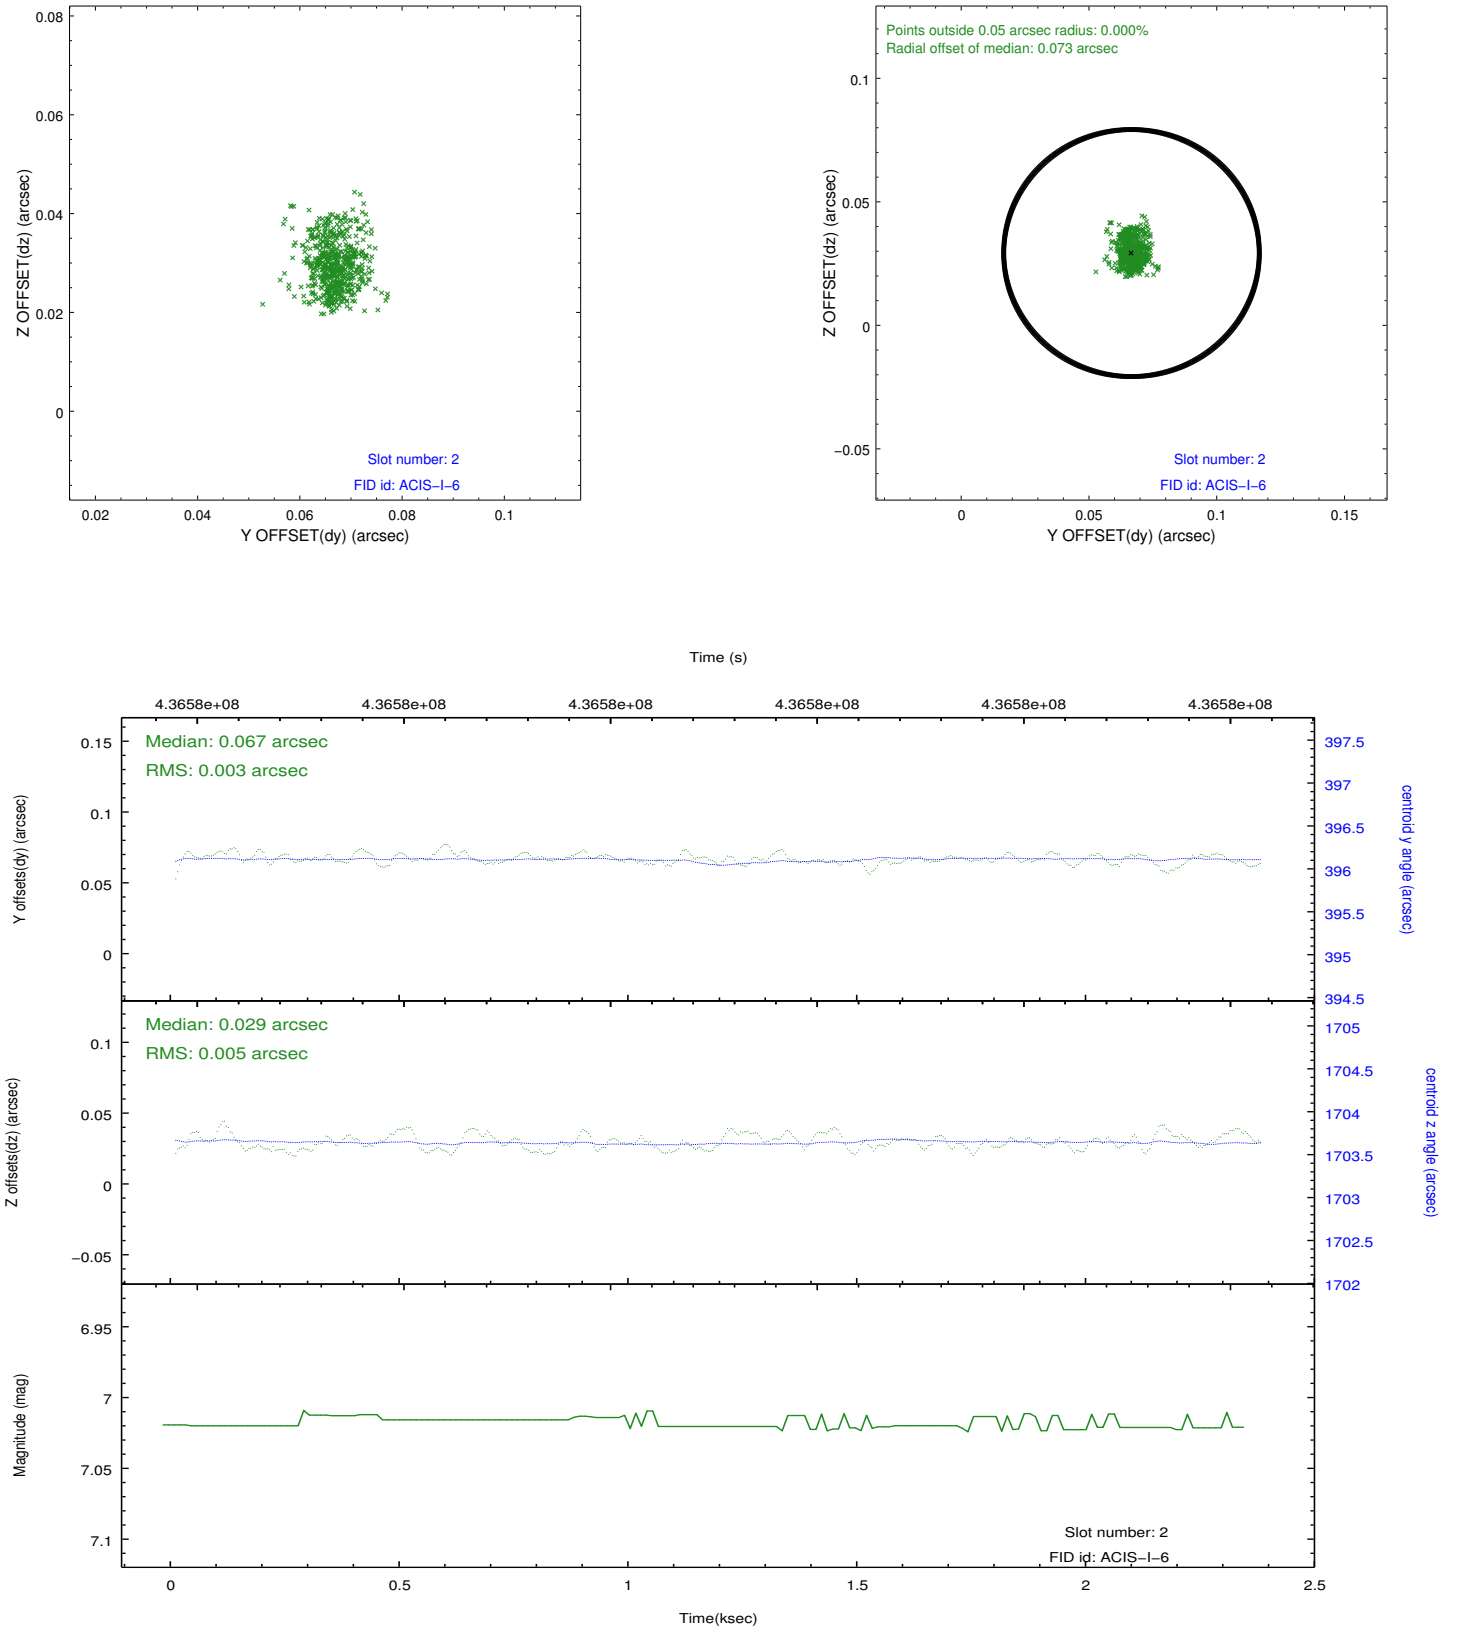 0.08
0.06
0.04
0.02
0
Z OFFSET(dz) (arcsec)
Slot number: 2
FID id: ACIS−I−6
0.02 0.04 0.06 0.08 0.1
Y OFFSET(dy) (arcsec)
Points outside 0.05 arcsec radius: 0.000%
Radial offset of median: 0.073 arcsec
0.1
0.05
0
−0.05
Z OFFSET(dz) (arcsec)
Slot number: 2
FID id: ACIS−I−6
0 0.05 0.1 0.15
Y OFFSET(dy) (arcsec)
Time (s)
4.3658e+08 4.3658e+08 4.3658e+08 4.3658e+08 4.3658e+08 4.3658e+08
Median: 0.067 arcsec
RMS: 0.003 arcsec
0.15
0.1
0.05
0
Y offsets(dy) (arcsec)
397.5
397
396.5
396
395.5
395
394.5
centroid y angle (arcsec)
Median: 0.029 arcsec
RMS: 0.005 arcsec
0.1
0.05
0
−0.05
Z offsets(dz) (arcsec)
1705
1704.5
1704
1703.5
1703
1702.5
1702
centroid z angle (arcsec)
6.95
7
7.05
7.1
Magnitude (mag)
Slot number: 2
FID id: ACIS−I−6
0 0.5 1 1.5 2 2.5
Time(ksec)